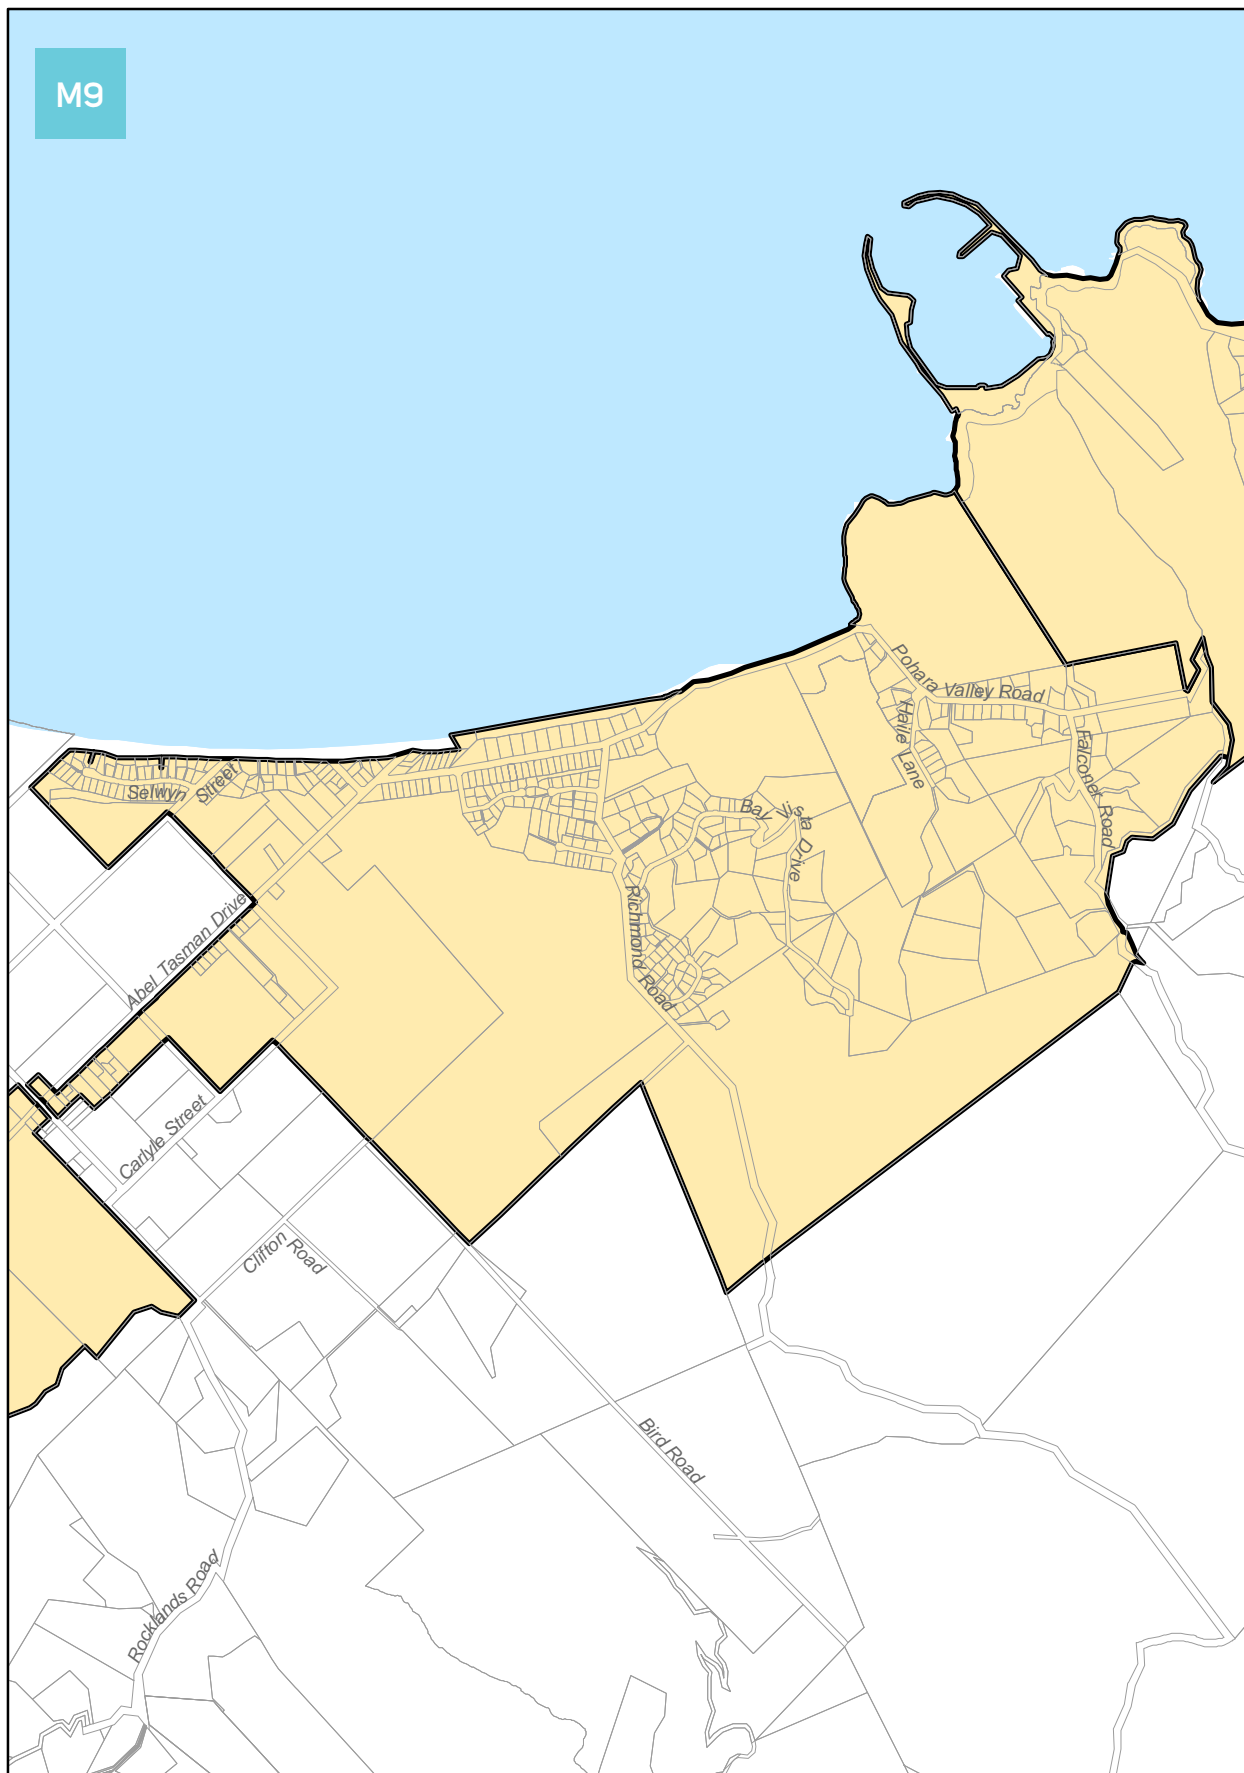 M9
Pohara Valley Road
Haile Lane
Falconer Road
Selwyn Street
Bay Vista Drive
Richmond Road
Abel Tasman Drive
Carlyle Street
Clifton Road
Bird Road
Rocklands Road